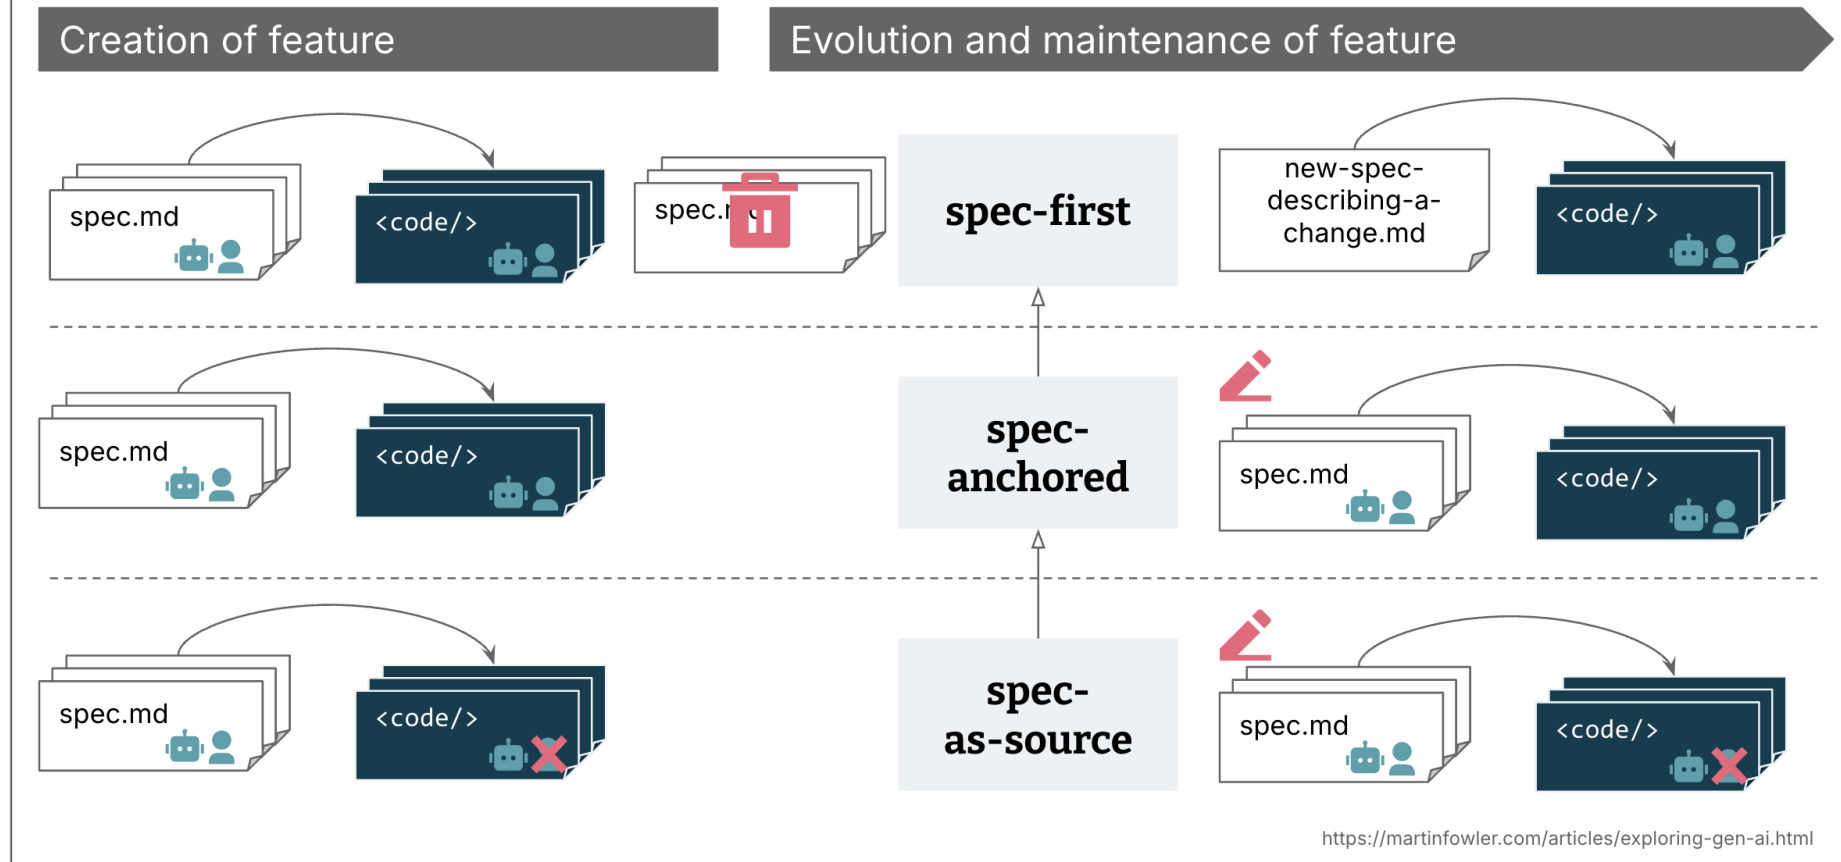 Creation of feature
Evolution and maintenance of feature
spec.md
<code/>
spec.md
spec-first
new-spec-
describing-a-
change.md
<code/>
spec.md
<code/>
spec-
anchored
spec.md
<code/>
spec.md
<code/>
spec-
as-source
spec.md
<code/>
https://martinfowler.com/articles/exploring-gen-ai.html